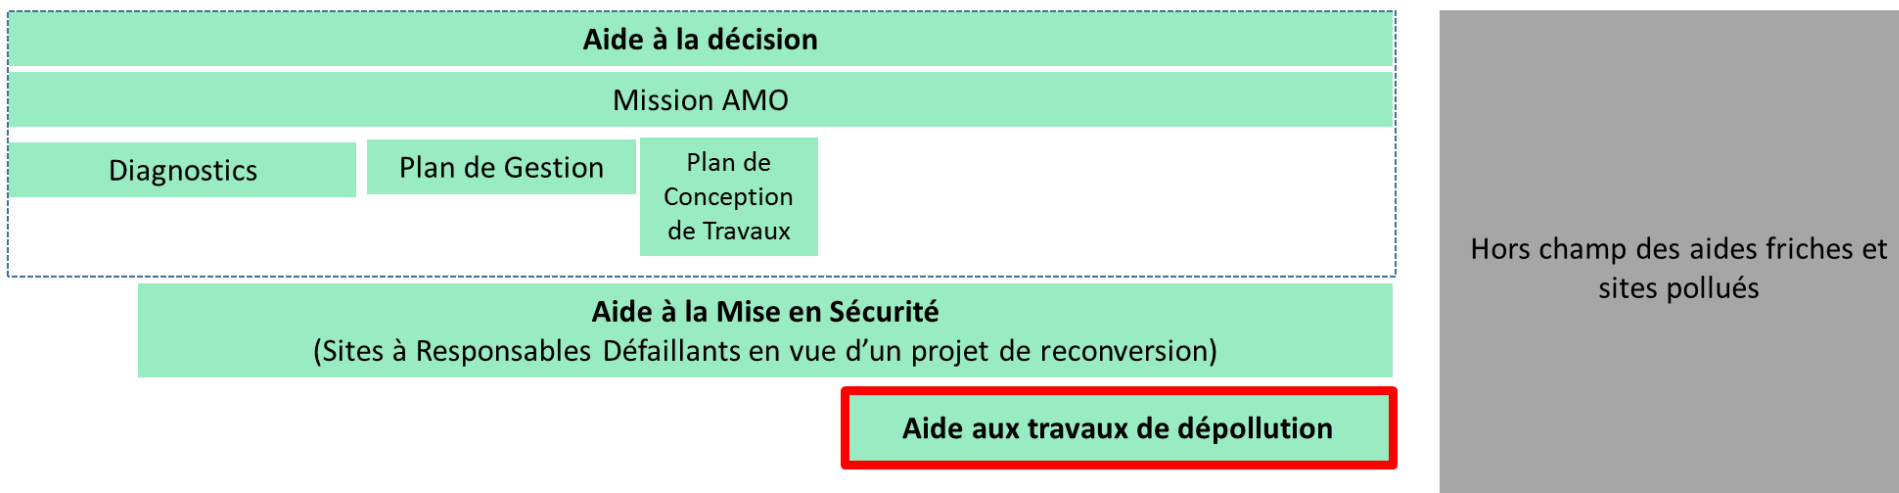 Aide à la décision
Mission AMO
Diagnostics
Plan de Gestion
Plan de
Conception
de Travaux
Aide à la Mise en Sécurité
(Sites à Responsables Défaillants en vue d’un projet de reconversion)
Aide aux travaux de dépollution
Hors champ des aides friches et
sites pollués